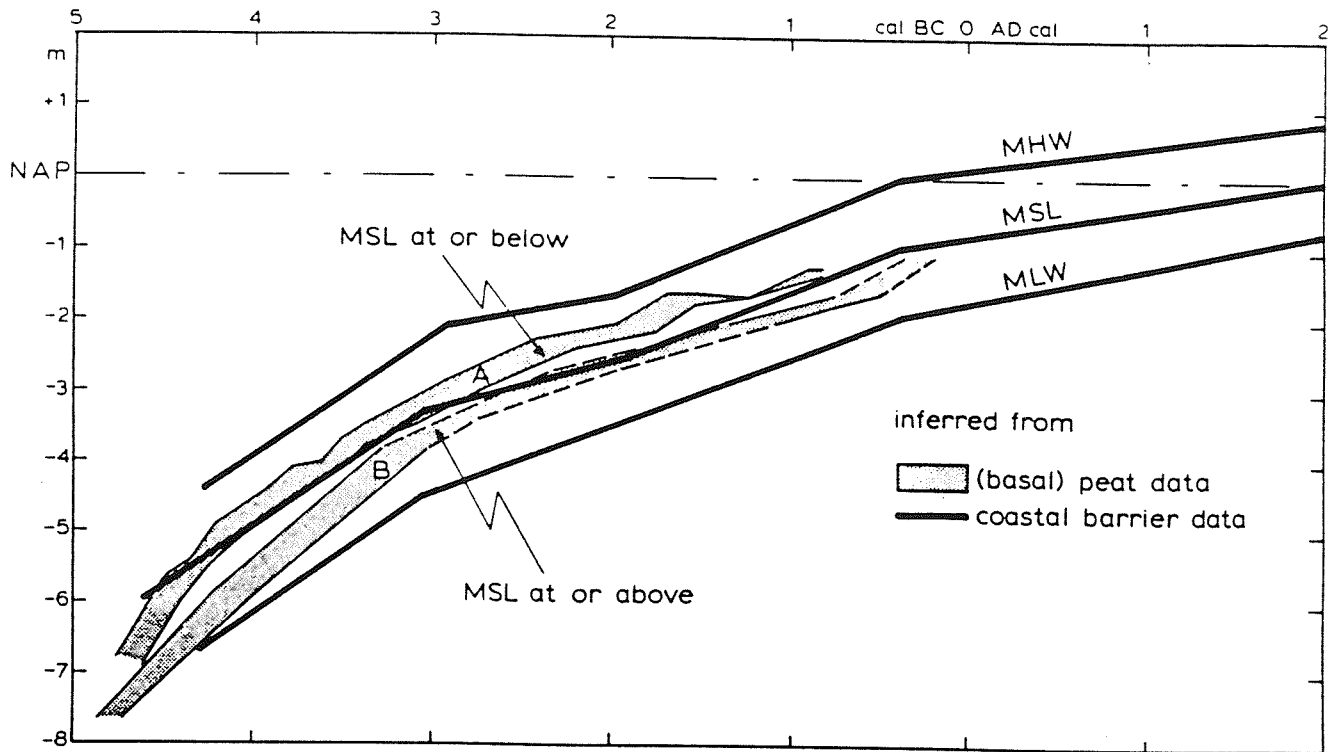 5 4 3 2 1 cal BC 0 AD cal 1 2
m
+1
NAP
MHW
-1
MSL at or below
MSL
MLW
-2
A
-3
inferred from
-4
B
(basal) peat data
coastal barrier data
-5
-6
MSL at or above
-7
-8